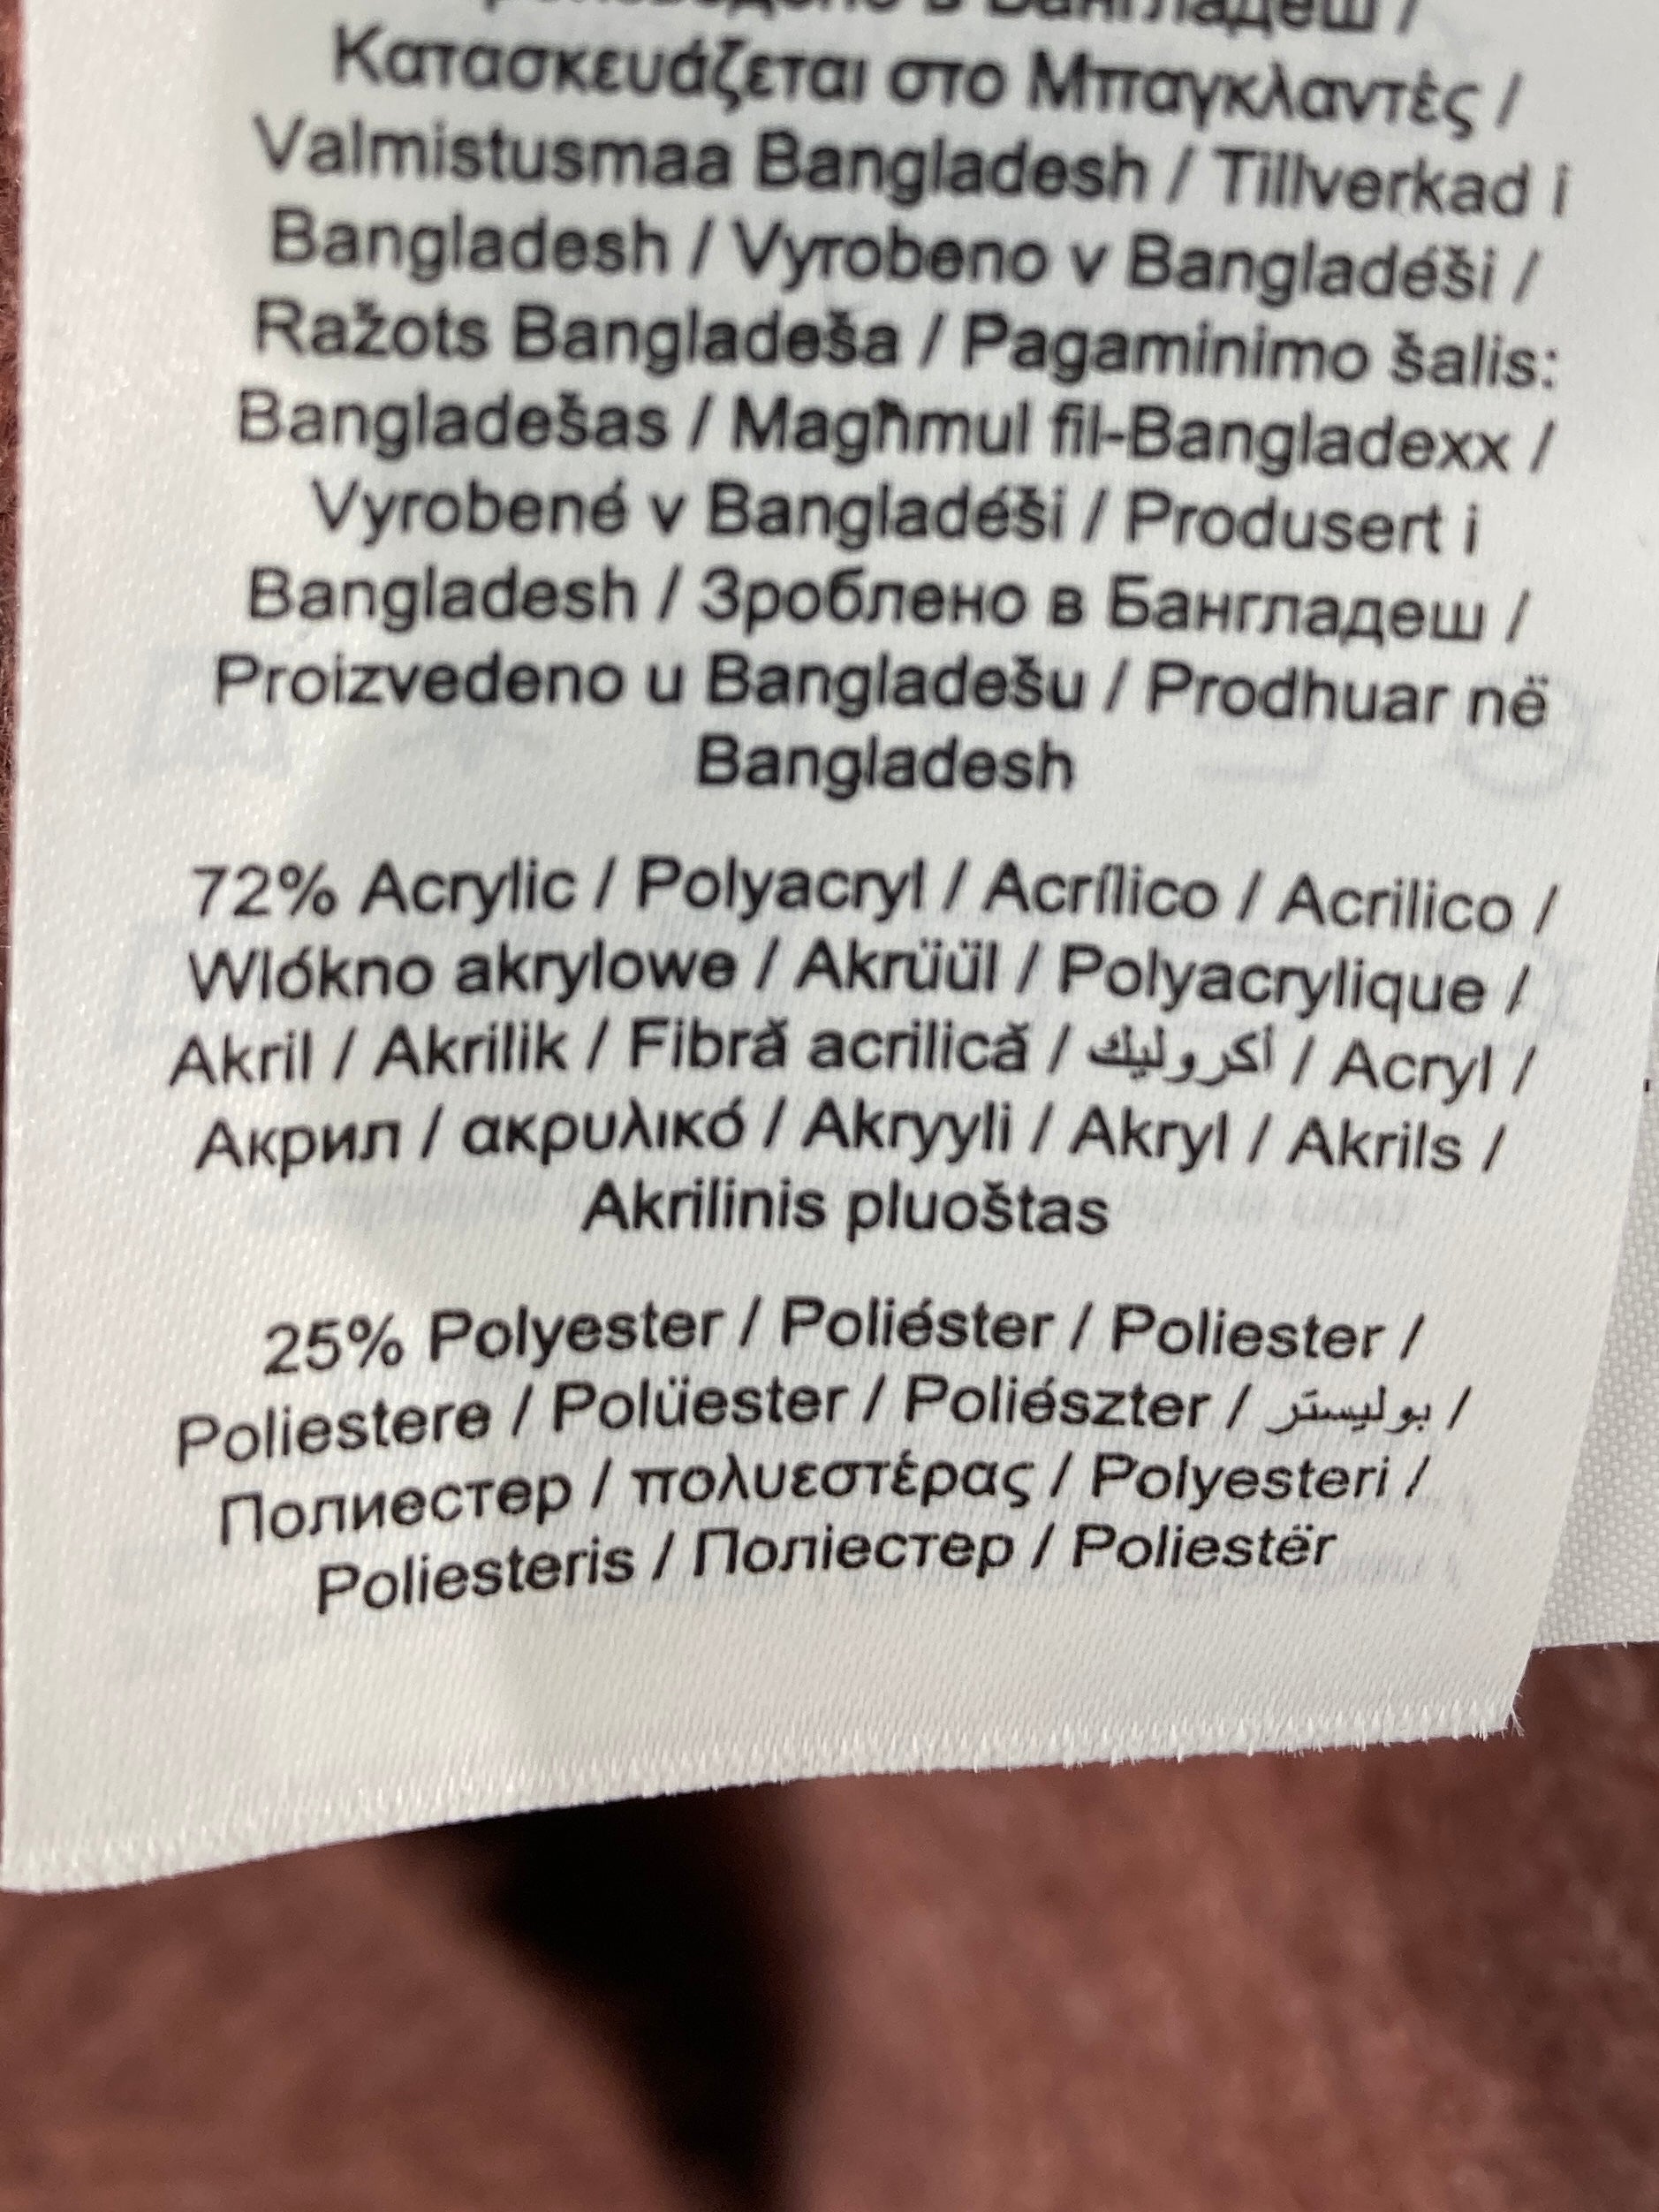 Κατασκευάζεται στο Μπαγκλαντές /
Valmistusmaa Bangladesh / Tillverkad i
Bangladesh / Vyrobeno v Bangladéši /
Ražots Bangladeša / Pagaminimo šalis:
Bangladešas / Magħmul fil-Bangladexx /
Vyrobené v Bangladéši / Produsert i
Bangladesh / Зроблено в Бангладеш /
Proizvedeno u Bangladešu / Prodhuar në
Bangladesh
72% Acrylic / Polyacryl / Acrílico / Acrilico /
Wlókno akrylowe / Akrüül / Polyacrylique /
Akril / Akrilik / Fibră acrilică / أكروليك / Acryl /
Акрил / ακρυλικό / Akryyli / Akryl / Akrils /
Akrilinis pluoštas
25% Polyester / Poliéster / Poliester /
Poliestere / Polüester / Poliészter / بوليستر /
Полиестер / πολυεστέρας / Polyesteri /
Poliesteris / Поліестер / Poliestër